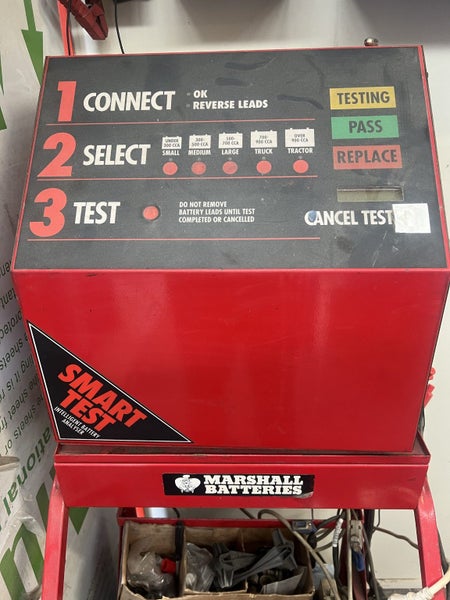 1 CONNECT
OK
REVERSE LEADS
2 SELECT
UNDER 300 CCA
SMALL
300-500 CCA
MEDIUM
500-700 CCA
LARGE
700-900 CCA
TRUCK
OVER 900 CCA
TRACTOR
3 TEST
DO NOT REMOVE
BATTERY LEADS UNTIL TEST
COMPLETED OR CANCELLED
TESTING
PASS
REPLACE
CANCEL TEST
SMART
TEST
INTELLIGENT BATTERY
ANALYSER
MARSHALL
BATTERIES